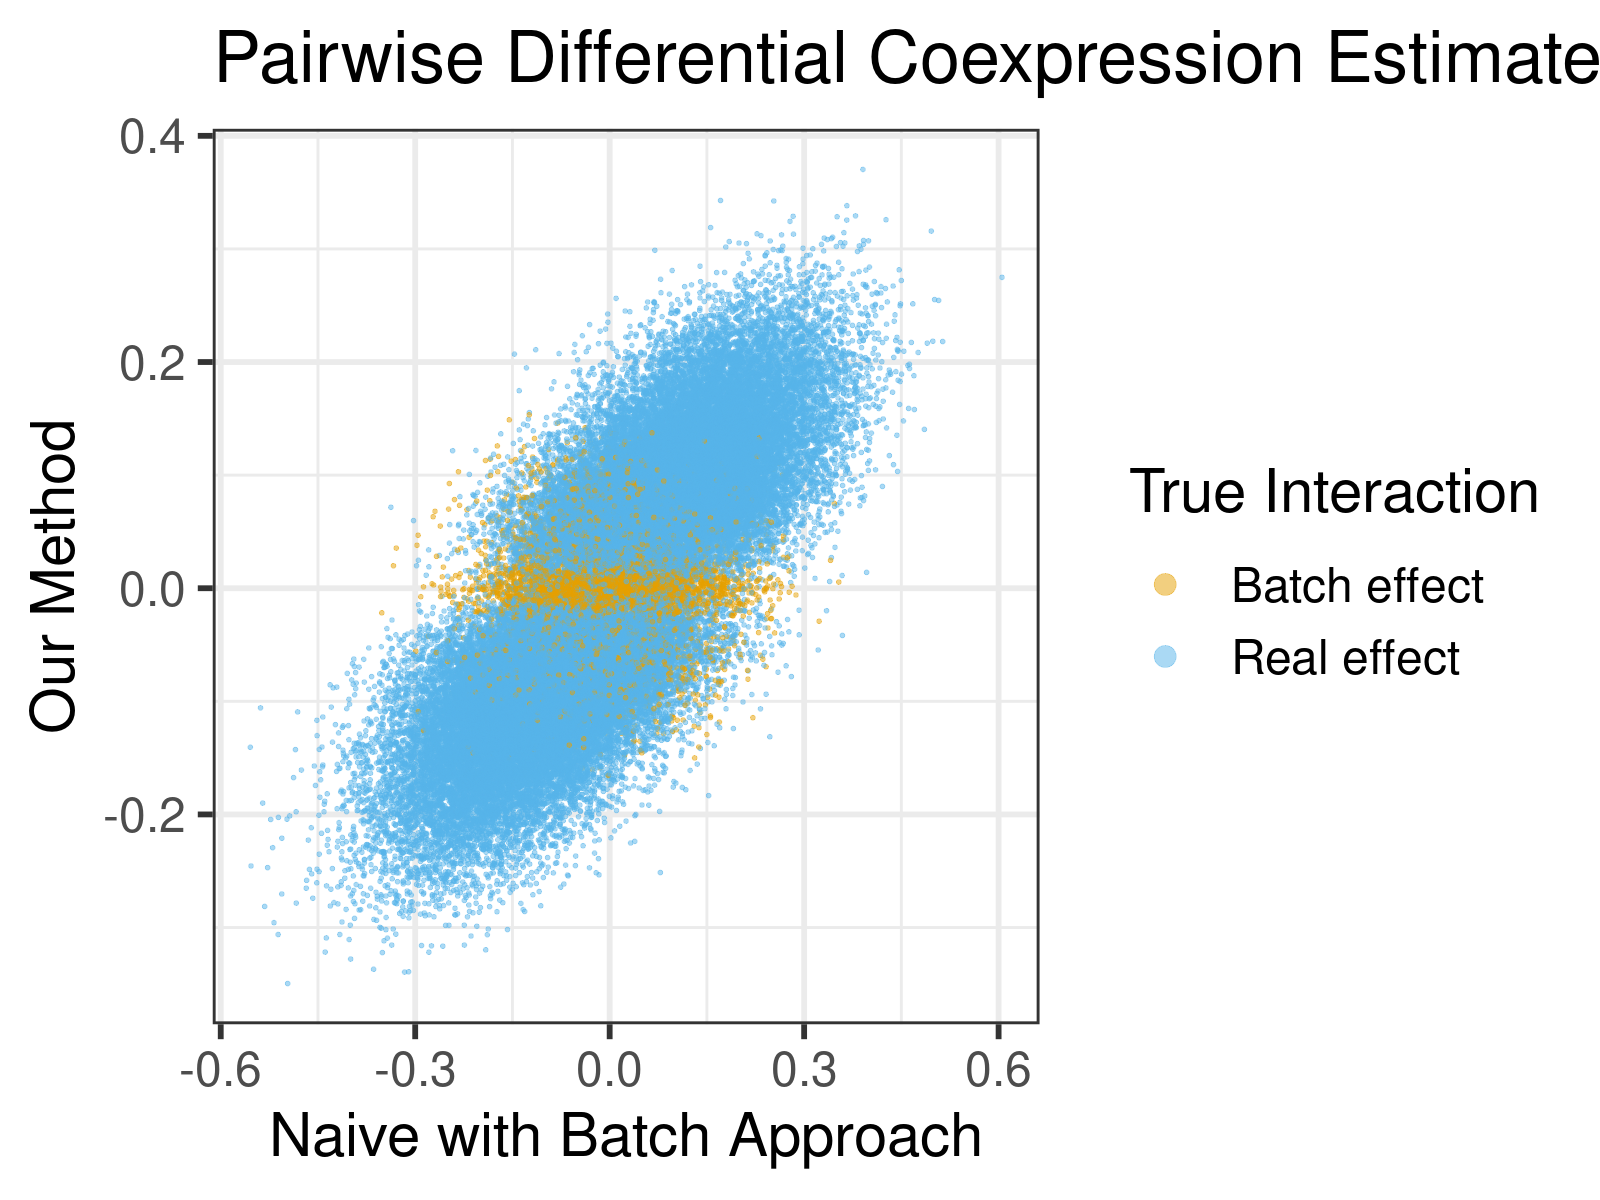 Pairwise Differential Coexpression Estimate
0.4
0.2
0.0
-0.2
Our Method
-0.6 -0.3 0.0 0.3 0.6
Naive with Batch Approach
True Interaction
Batch effect
Real effect